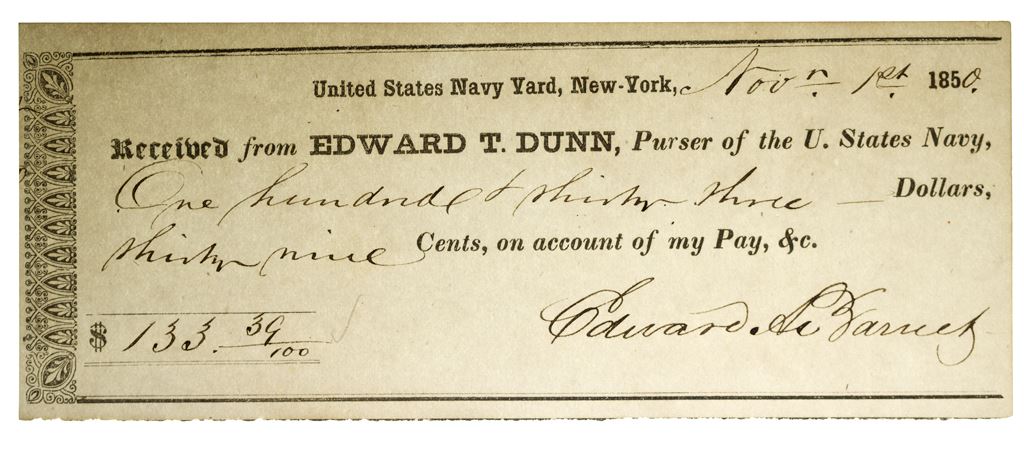 United States Navy Yard, New-York, Novr. 1st 1850.
Received from EDWARD T. DUNN, Purser of the U. States Navy,
One hundred & thirty three — Dollars,
thirty nine Cents, on account of my Pay, &c.
$ 133. 39/100
Edward